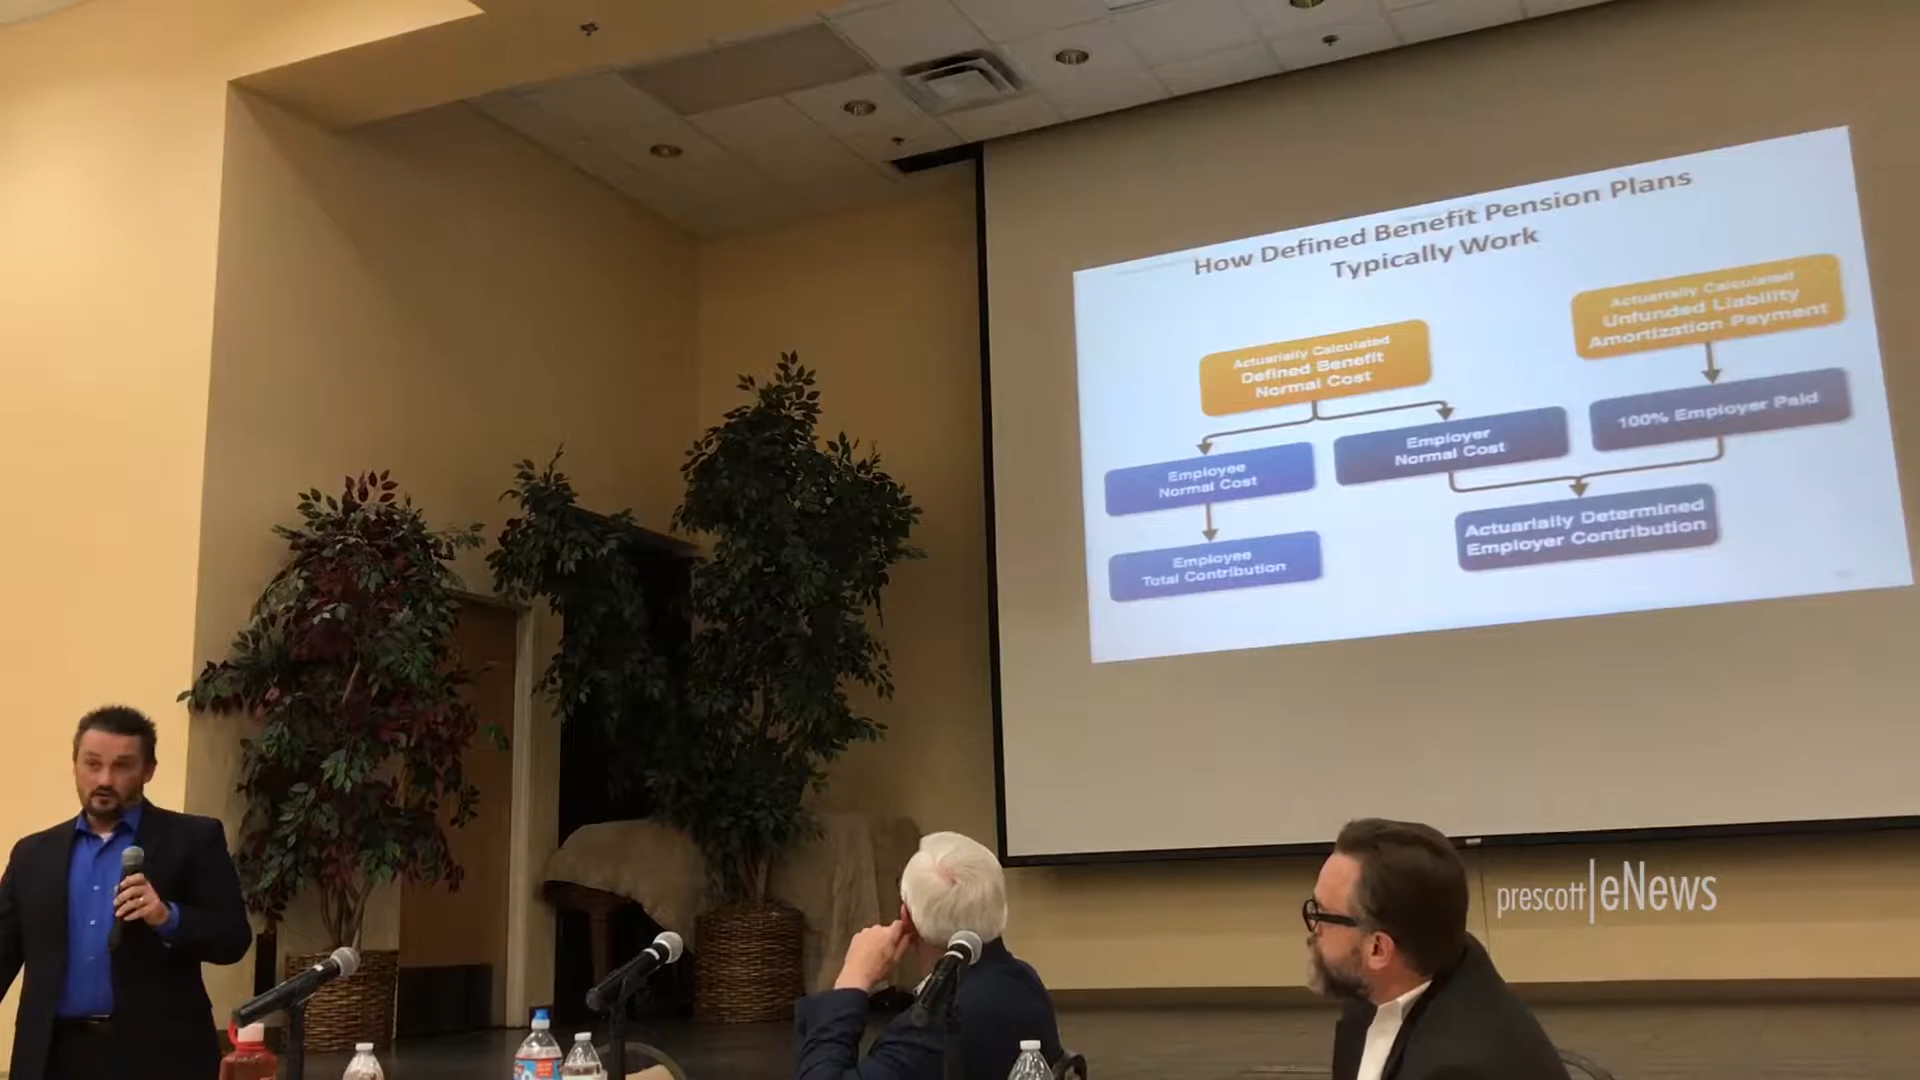 How Defined Benefit Pension Plans
Typically Work
Actuarially Calculated
Defined Benefit
Normal Cost
Actuarially Calculated
Unfunded Liability
Amortization Payment
Employee
Normal Cost
Employer
Normal Cost
100% Employer Paid
Employee
Total Contribution
Actuarially Determined
Employer Contribution
prescott|eNews